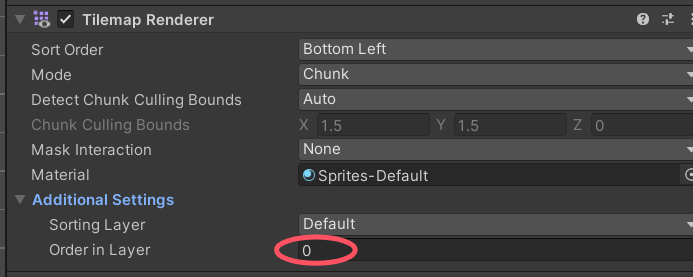 Tilemap Renderer
Sort Order Bottom Left
Mode Chunk
Detect Chunk Culling Bounds Auto
Chunk Culling Bounds X 1.5 Y 1.5 Z 0
Mask Interaction None
Material Sprites-Default
Additional Settings
Sorting Layer Default
Order in Layer 0